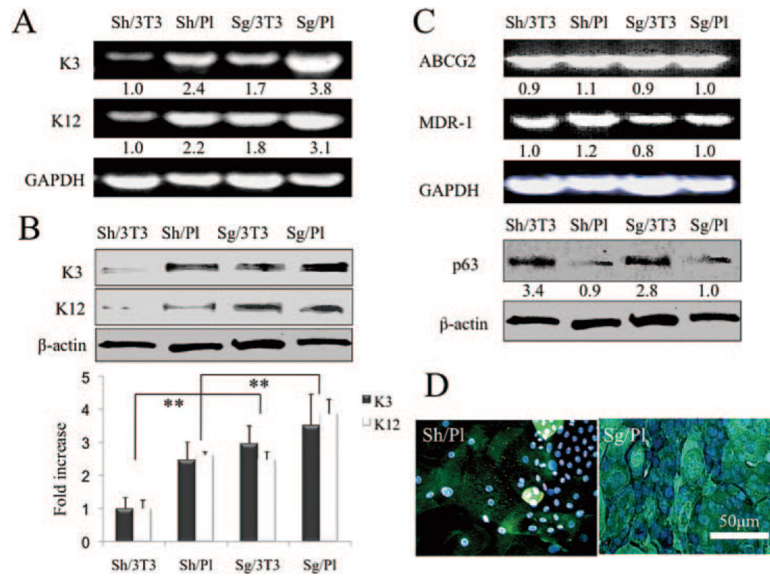 A
Sh/3T3 Sh/Pl Sg/3T3 Sg/Pl
K3
1.0 2.4 1.7 3.8
K12
1.0 2.2 1.8 3.1
GAPDH
B
Sh/3T3 Sh/Pl Sg/3T3 Sg/Pl
K3
K12
β-actin
Fold increase
5
4
3
2
1
0
**
**
K3
K12
Sh/3T3 Sh/Pl Sg/3T3 Sg/Pl
C
Sh/3T3 Sh/Pl Sg/3T3 Sg/Pl
ABCG2
0.9 1.1 0.9 1.0
MDR-1
1.0 1.2 0.8 1.0
GAPDH
Sh/3T3 Sh/Pl Sg/3T3 Sg/Pl
p63
3.4 0.9 2.8 1.0
β-actin
D
Sh/Pl
Sg/Pl
50μm